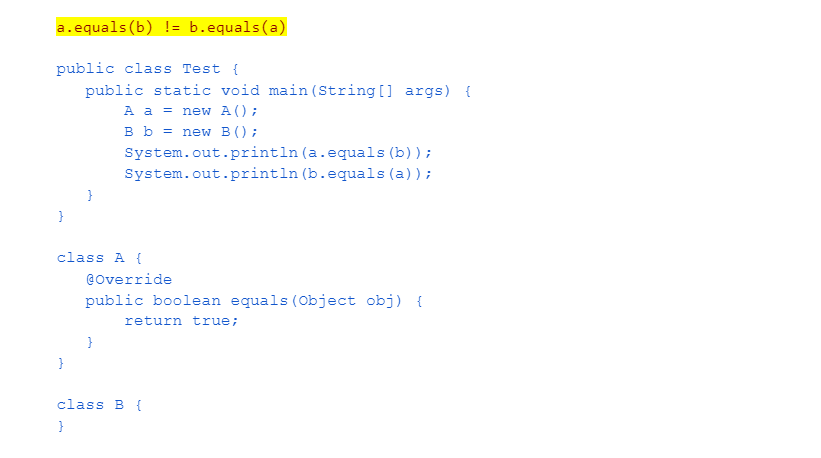 a.equals(b) != b.equals(a)
public class Test {
public static void main(String[] args) {
A a = new A();
B b = new B();
System.out.println(a.equals(b));
System.out.println(b.equals(a));
}
}
class A {
@Override
public boolean equals(Object obj) {
return true;
}
}
class B {
}